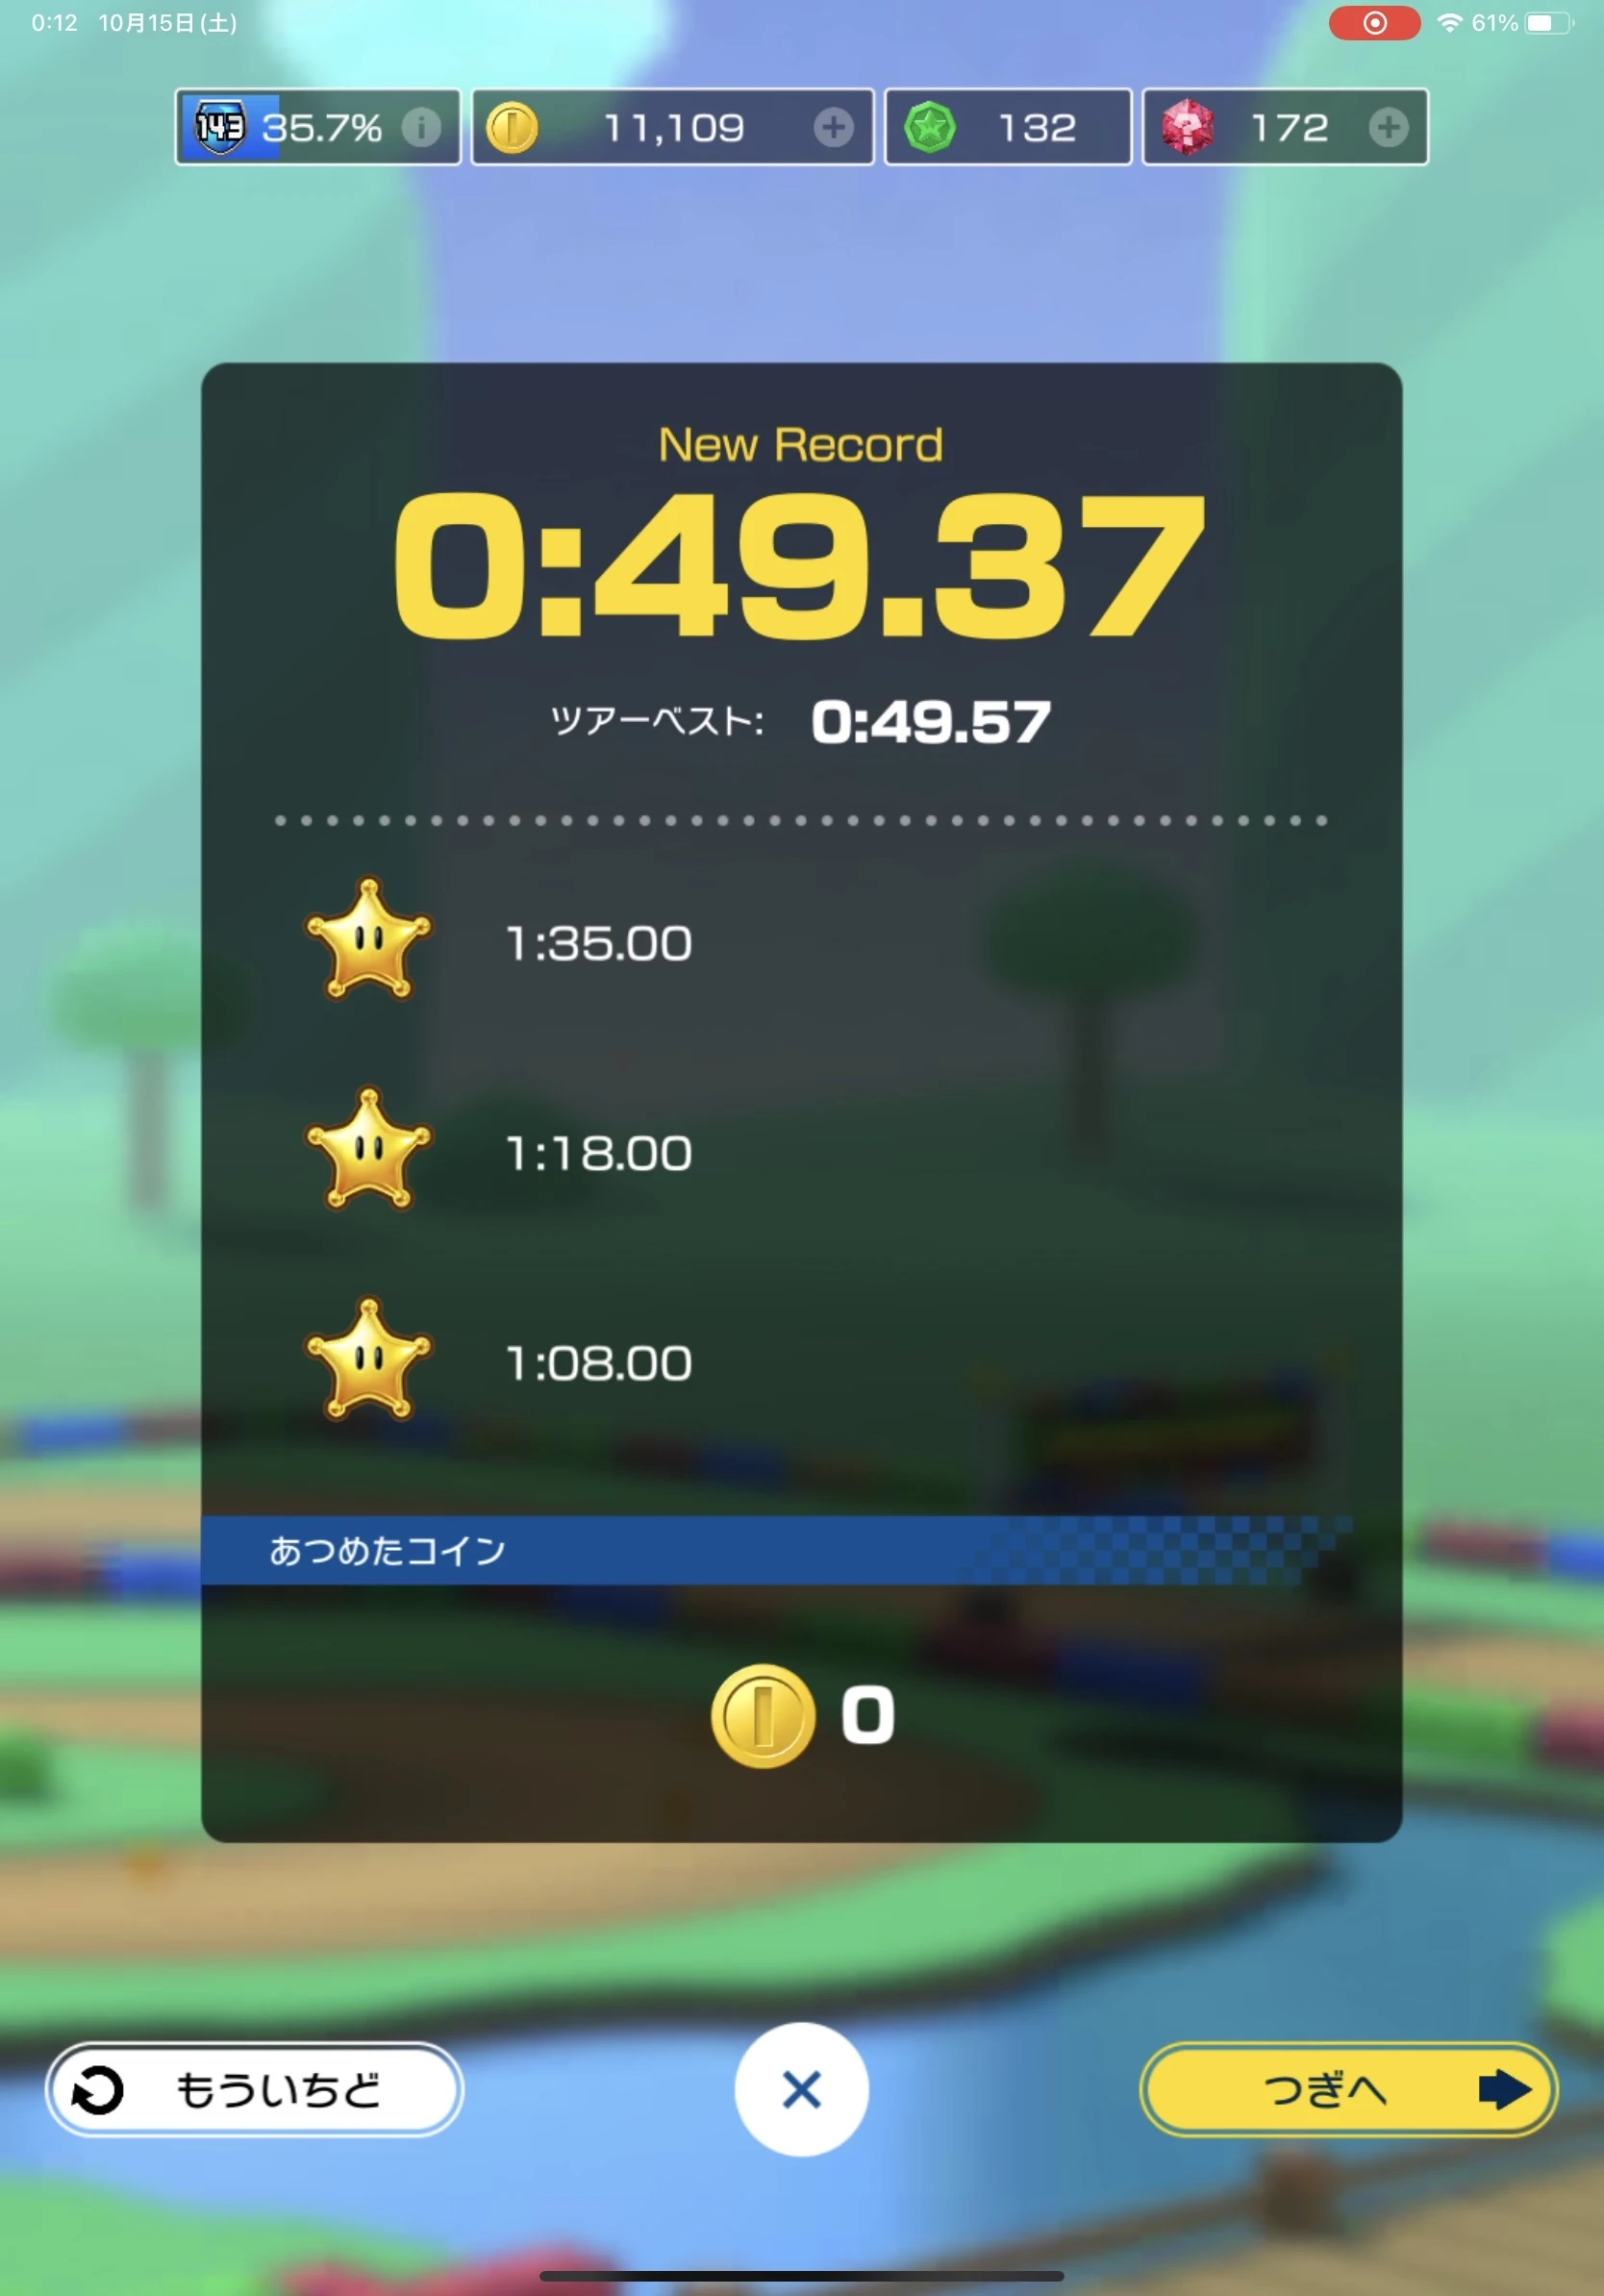 0:12 10月15日(土) 61%
143 35.7% 11,109 132 172
New Record
0:49.37
ツアーベスト: 0:49.57
1:35.00
1:18.00
1:08.00
あつめたコイン
0
もういちど × つぎへ